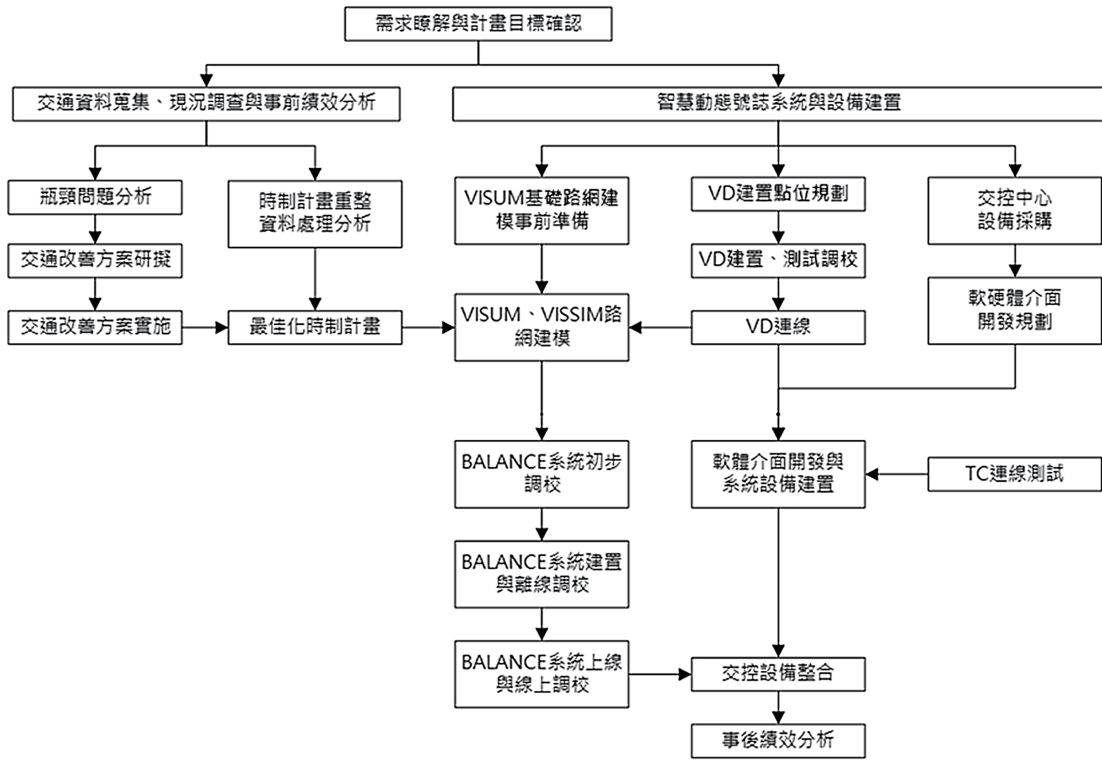 需求瞭解與計畫目標確認
交通資料蒐集、現況調查與事前績效分析
智慧動態號誌系統與設備建置
瓶頸問題分析
時制計畫重整
資料處理分析
VISUM基礎路網建
模事前準備
VD建置點位規劃
交控中心
設備採購
交通改善方案研擬
VD建置、測試調校
交通改善方案實施
最佳化時制計畫
VISUM、VISSIM路
網建模
VD連線
軟硬體介面
開發規劃
BALANCE系統初步
調校
軟體介面開發與
系統設備建置
TC連線測試
BALANCE系統建置
與離線調校
BALANCE系統上線
與線上調校
交控設備整合
事後績效分析